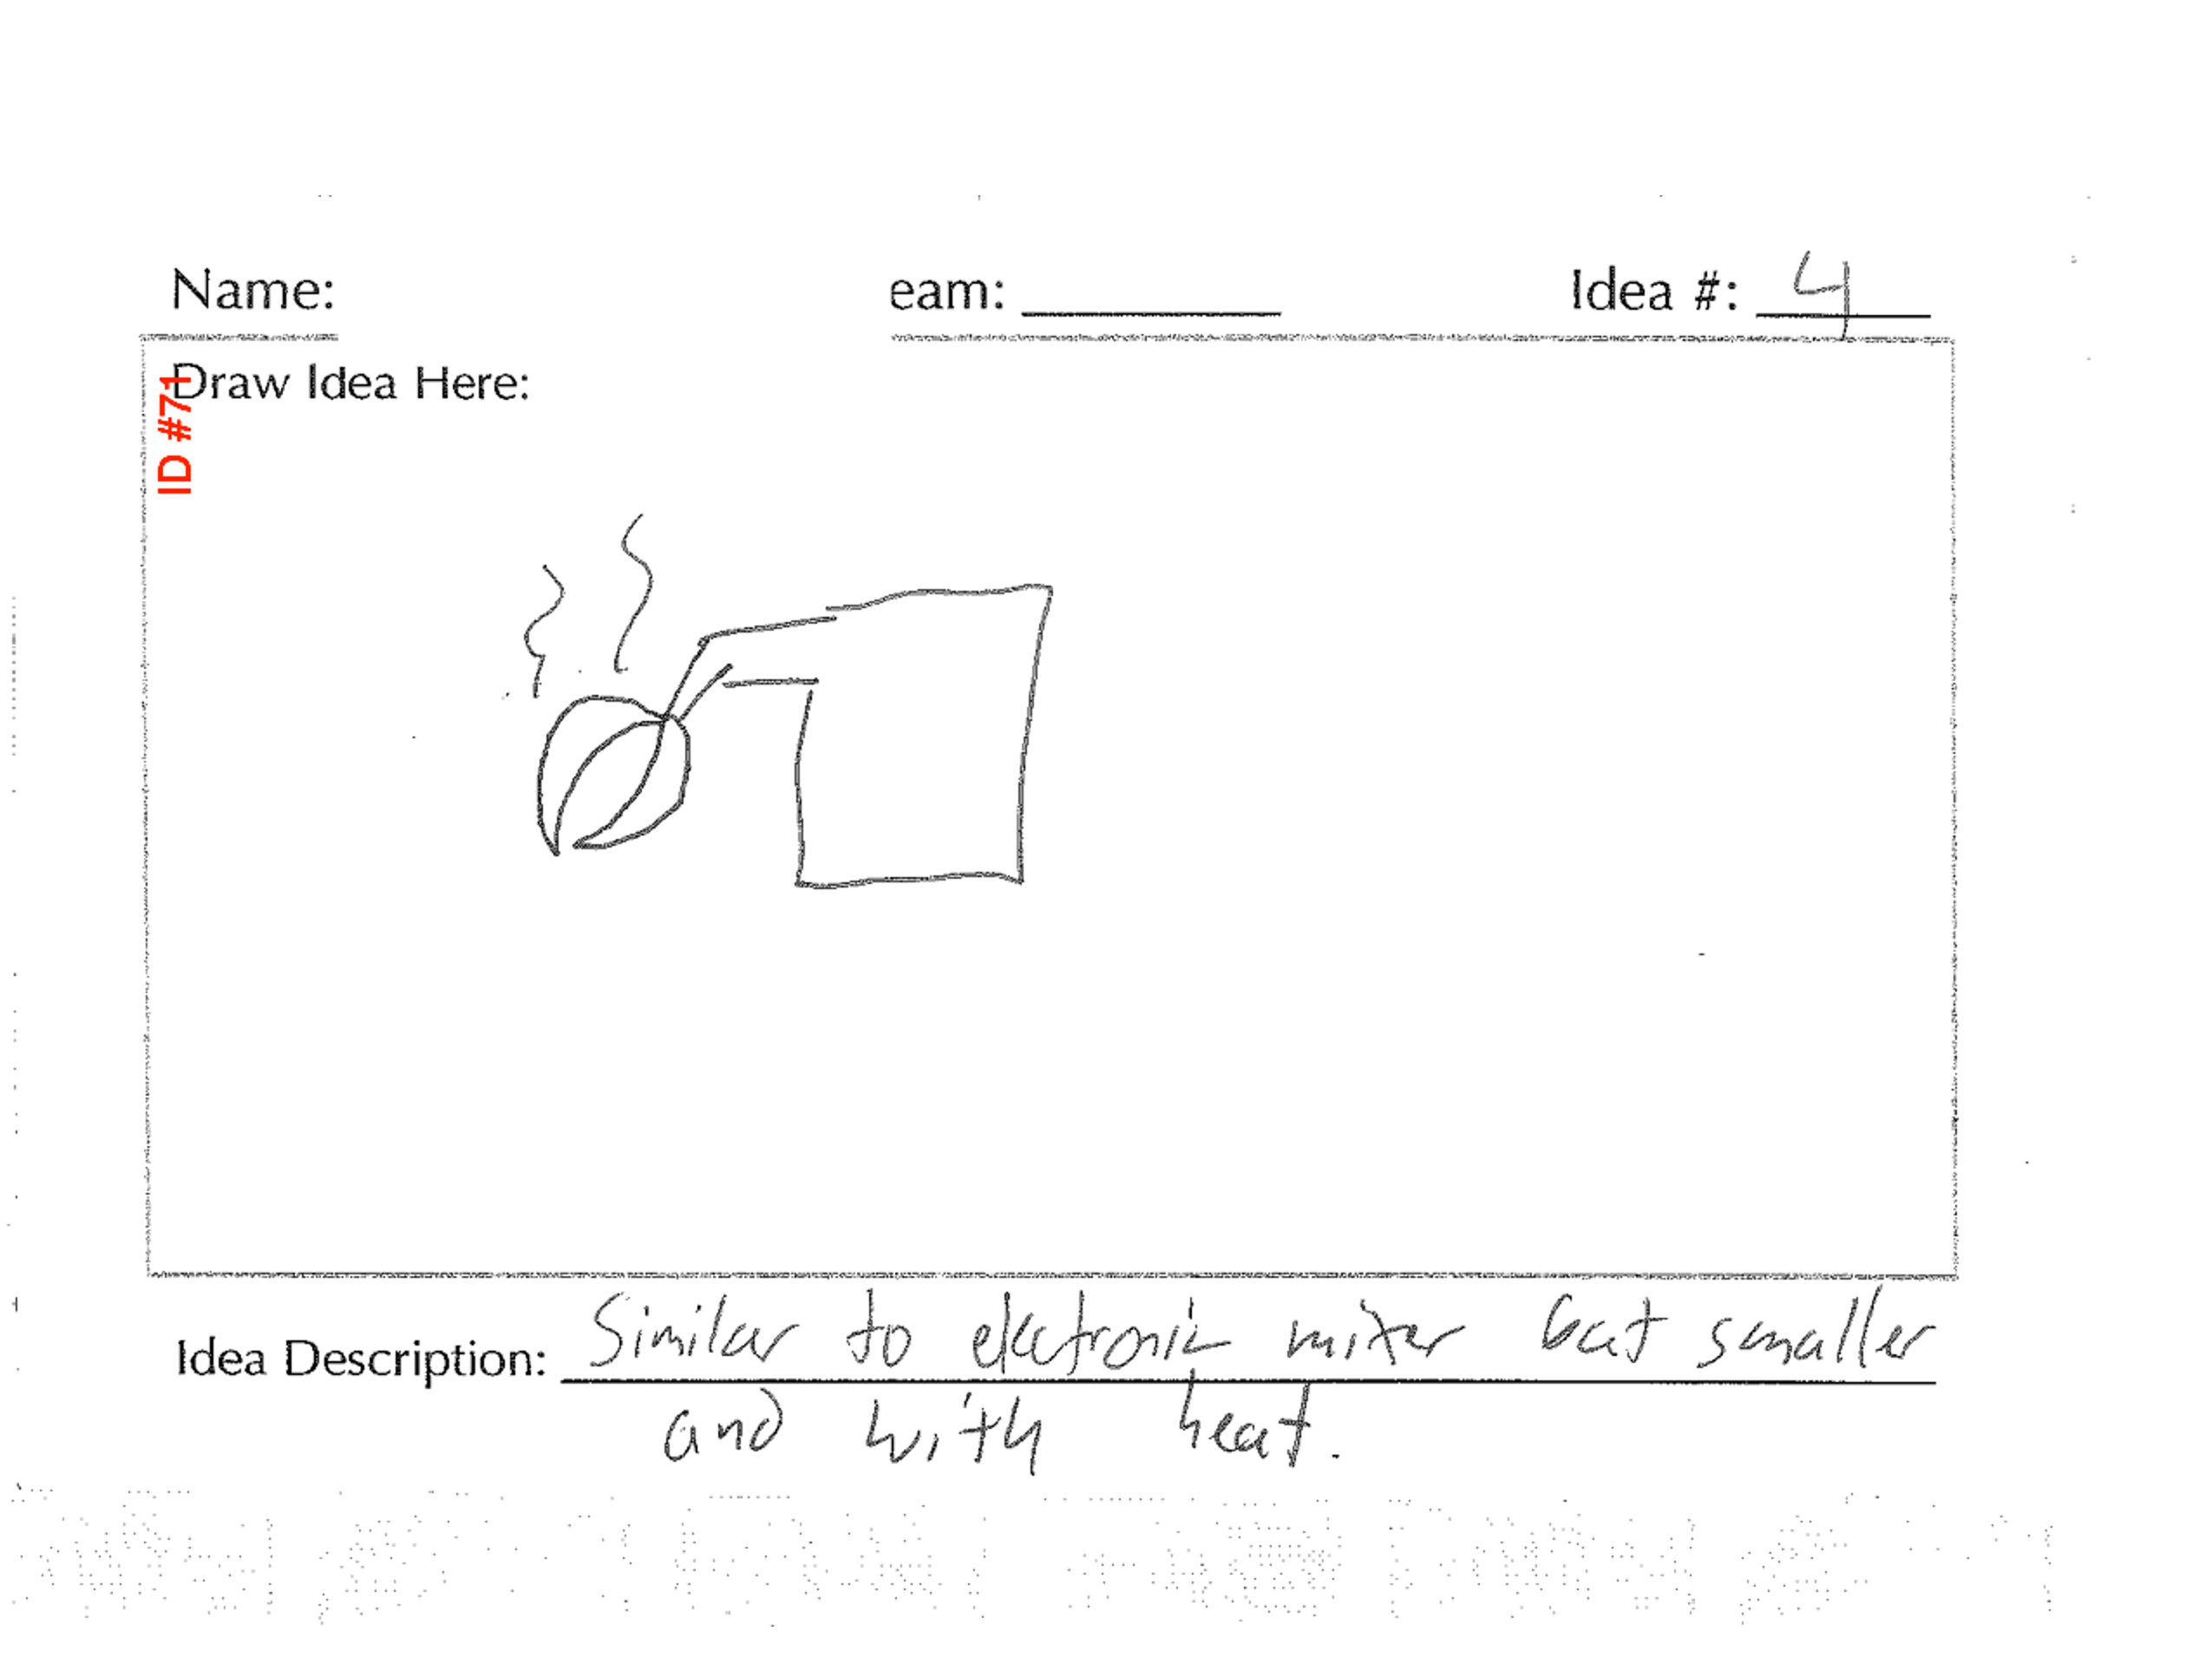 Name: eam: Idea #: 4
Draw Idea Here:
ID #71
Idea Description: Similar to electronic mixer but smaller
and with heat.